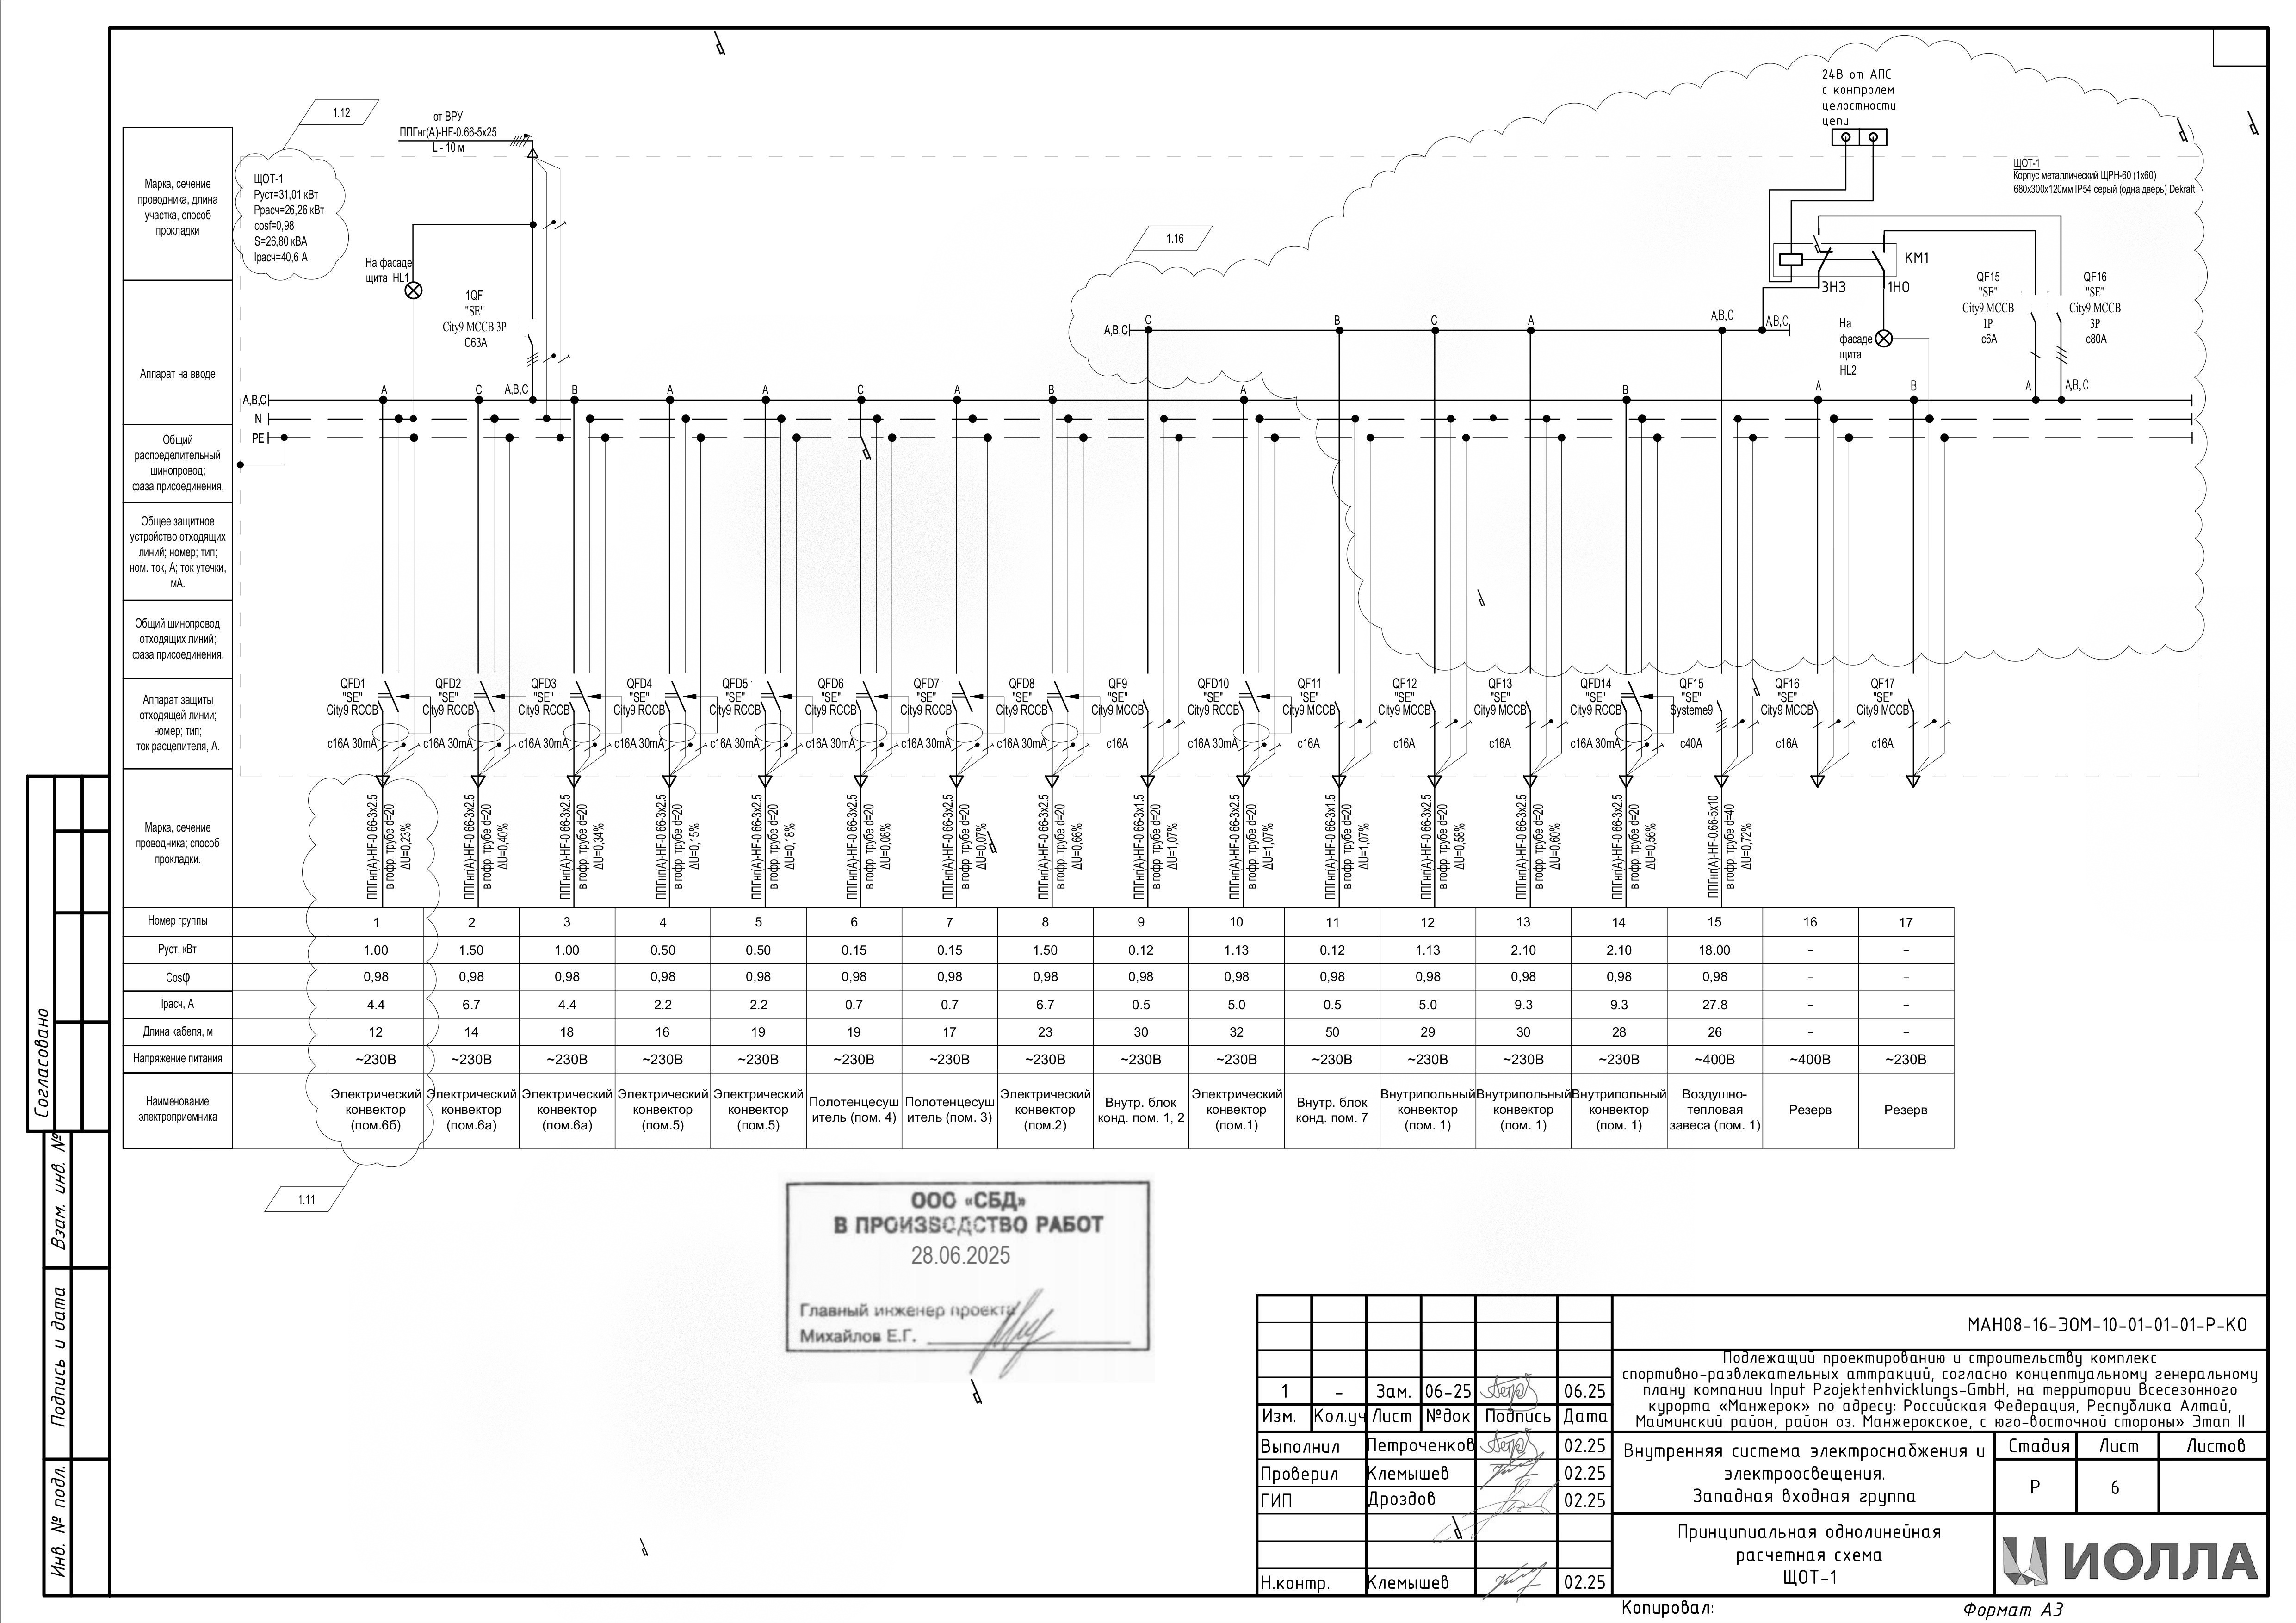 24В от АПС
с контролем
целостности
цепи
1.12
от ВРУ
ППГнг(А)-HF-0.66-5х25
L - 10 м
ЩОТ-1
Руст=31,01 кВт
Ррасч=26,26 кВт
cosf=0,98
S=26,80 кВА
Iрасч=40,6 А
ЩОТ-1
Корпус металлический ЩРН-60 (1х60)
680х300х120мм IP54 серый (одна дверь) Dekraft
1.16
Марка, сечение
проводника, длина
участка, способ
прокладки
На фасаде
щита HL1
1QF
"SE"
City9 MCCB 3P
C63A
KM1
3НЗ
1НО
QF15
"SE"
City9 MCCB
1P
c6A
QF16
"SE"
City9 MCCB
3P
c80A
На
фасаде
щита
HL2
A,B,C
C
B
C
A
A,B,C
A,B,C
Аппарат на вводе
A,B,C
A
C
A,B,C
B
A
A
C
A
B
A
B
A
B
A
A,B,C
N
PE
Общий
распределительный
шинопровод;
фаза присоединения.
Общее защитное
устройство отходящих
линий; номер; тип;
ном. ток, А; ток утечки,
мА.
Общий шинопровод
отходящих линий;
фаза присоединения.
Аппарат защиты
отходящей линии;
номер; тип;
ток расцепителя, А.
QFD1 "SE" City9 RCCB c16A 30mA
QFD2 "SE" City9 RCCB c16A 30mA
QFD3 "SE" City9 RCCB c16A 30mA
QFD4 "SE" City9 RCCB c16A 30mA
QFD5 "SE" City9 RCCB c16A 30mA
QFD6 "SE" City9 RCCB c16A 30mA
QFD7 "SE" City9 RCCB c16A 30mA
QFD8 "SE" City9 RCCB c16A 30mA
QF9 "SE" City9 MCCB c16A
QFD10 "SE" City9 RCCB c16A 30mA
QF11 "SE" City9 MCCB c16A
QF12 "SE" City9 MCCB c16A
QF13 "SE" City9 MCCB c16A
QFD14 "SE" City9 RCCB c16A 30mA
QF15 "SE" Systeme9 c40A
QF16 "SE" City9 MCCB c16A
QF17 "SE" City9 MCCB c16A
Марка, сечение
проводника; способ
прокладки.
ППГнг(А)-HF-0.66-3х2.5 в гофр. трубе d=20 ΔU=0,23%
ППГнг(А)-HF-0.66-3х2.5 в гофр. трубе d=20 ΔU=0,40%
ППГнг(А)-HF-0.66-3х2.5 в гофр. трубе d=20 ΔU=0,34%
ППГнг(А)-HF-0.66-3х2.5 в гофр. трубе d=20 ΔU=0,15%
ППГнг(А)-HF-0.66-3х2.5 в гофр. трубе d=20 ΔU=0,18%
ППГнг(А)-HF-0.66-3х2.5 в гофр. трубе d=20 ΔU=0,08%
ППГнг(А)-HF-0.66-3х2.5 в гофр. трубе d=20 ΔU=0,07%
ППГнг(А)-HF-0.66-3х2.5 в гофр. трубе d=20 ΔU=0,66%
ППГнг(А)-HF-0.66-3х1.5 в гофр. трубе d=20 ΔU=1,07%
ППГнг(А)-HF-0.66-3х2.5 в гофр. трубе d=20 ΔU=1,07%
ППГнг(А)-HF-0.66-3х1.5 в гофр. трубе d=20 ΔU=1,07%
ППГнг(А)-HF-0.66-3х2.5 в гофр. трубе d=20 ΔU=0,58%
ППГнг(А)-HF-0.66-3х2.5 в гофр. трубе d=20 ΔU=0,60%
ППГнг(А)-HF-0.66-3х2.5 в гофр. трубе d=20 ΔU=0,56%
ППГнг(А)-HF-0.66-5х10 в гофр. трубе d=40 ΔU=0,72%
Номер группы 1 2 3 4 5 6 7 8 9 10 11 12 13 14 15 16 17
Руст, кВт 1.00 1.50 1.00 0.50 0.50 0.15 0.15 1.50 0.12 1.13 0.12 1.13 2.10 2.10 18.00 – –
Cosφ 0,98 0,98 0,98 0,98 0,98 0,98 0,98 0,98 0,98 0,98 0,98 0,98 0,98 0,98 0,98 – –
Iрасч, А 4.4 6.7 4.4 2.2 2.2 0.7 0.7 6.7 0.5 5.0 0.5 5.0 9.3 9.3 27.8 – –
Длина кабеля, м 12 14 18 16 19 19 17 23 30 32 50 29 30 28 26 – –
Напряжение питания ~230В ~230В ~230В ~230В ~230В ~230В ~230В ~230В ~230В ~230В ~230В ~230В ~230В ~230В ~400В ~400В ~230В
Наименование
электроприемника
Электрический конвектор (пом.6б)
Электрический конвектор (пом.6а)
Электрический конвектор (пом.6а)
Электрический конвектор (пом.5)
Электрический конвектор (пом.5)
Полотенцесуш итель (пом. 4)
Полотенцесуш итель (пом. 3)
Электрический конвектор (пом.2)
Внутр. блок конд. пом. 1, 2
Электрический конвектор (пом.1)
Внутр. блок конд. пом. 7
Внутрипольный конвектор (пом. 1)
Внутрипольный конвектор (пом. 1)
Внутрипольный конвектор (пом. 1)
Воздушно- тепловая завеса (пом. 1)
Резерв
Резерв
1.11
ООО «СБД»
В ПРОИЗВОДСТВО РАБОТ
28.06.2025
Главный инженер проекта
Михайлов Е.Г.
Согласовано
Взам. инв. №
Подпись и дата
Инв. № подл.
МАН08-16-ЭОМ-10-01-01-01-Р-КО
Подлежащий проектированию и строительству комплекс
спортивно-развлекательных аттракций, согласно концептуальному генеральному
плану компании Input Projektenhvicklungs-GmbH, на территории Всесезонного
курорта «Манжерок» по адресу: Российская Федерация, Республика Алтай,
Майминский район, район оз. Манжерокское, с юго-восточной стороны» Этап II
1 – Зам. 06-25 06.25
Изм. Кол.уч Лист №док Подпись Дата
Выполнил Петроченков 02.25
Проверил Клемышев 02.25
ГИП Дроздов 02.25
Н.контр. Клемышев 02.25
Внутренняя система электроснабжения и
электроосвещения.
Западная входная группа
Стадия Лист Листов
Р 6
Принципиальная однолинейная
расчетная схема
ЩОТ-1
ИОЛЛА
Копировал:
Формат А3